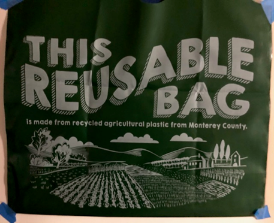 THIS
REUSABLE
BAG
is made from recycled agricultural plastic from Monterey County.